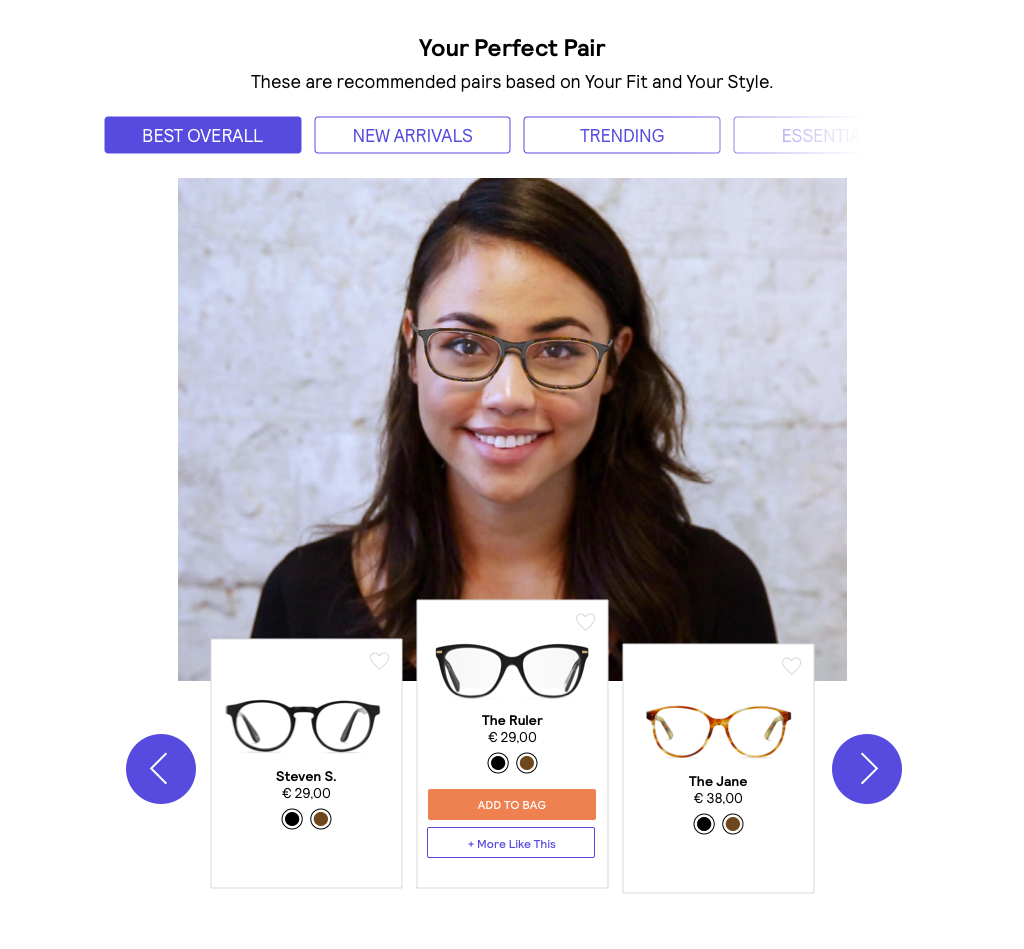 Your Perfect Pair
These are recommended pairs based on Your Fit and Your Style.
BEST OVERALL
NEW ARRIVALS
TRENDING
ESSENTIA
Steven S.
€ 29,00
The Ruler
€ 29,00
ADD TO BAG
+ More Like This
The Jane
€ 38,00